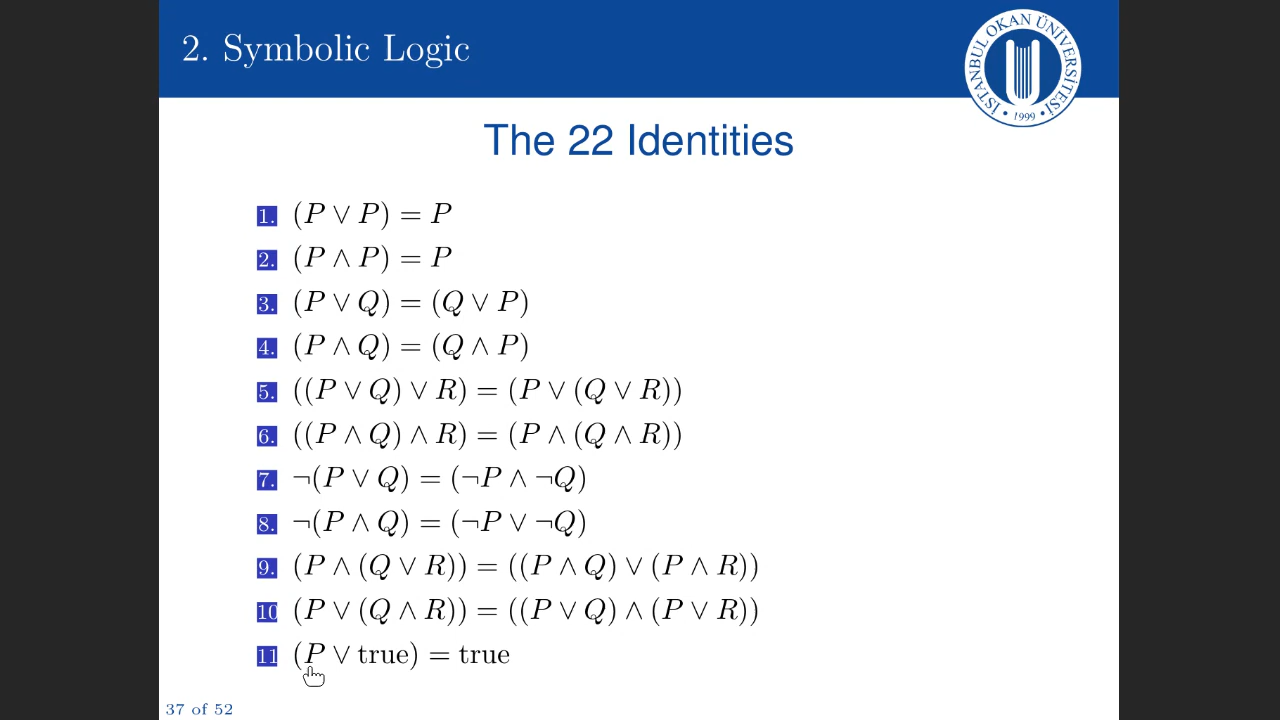 2. Symbolic Logic
İSTANBUL OKAN ÜNİVERSİTESİ
1999
The 22 Identities
1. (P ∨ P) = P
2. (P ∧ P) = P
3. (P ∨ Q) = (Q ∨ P)
4. (P ∧ Q) = (Q ∧ P)
5. ((P ∨ Q) ∨ R) = (P ∨ (Q ∨ R))
6. ((P ∧ Q) ∧ R) = (P ∧ (Q ∧ R))
7. ¬(P ∨ Q) = (¬P ∧ ¬Q)
8. ¬(P ∧ Q) = (¬P ∨ ¬Q)
9. (P ∧ (Q ∨ R)) = ((P ∧ Q) ∨ (P ∧ R))
10 (P ∨ (Q ∧ R)) = ((P ∨ Q) ∧ (P ∨ R))
11 (P ∨ true) = true
37 of 52